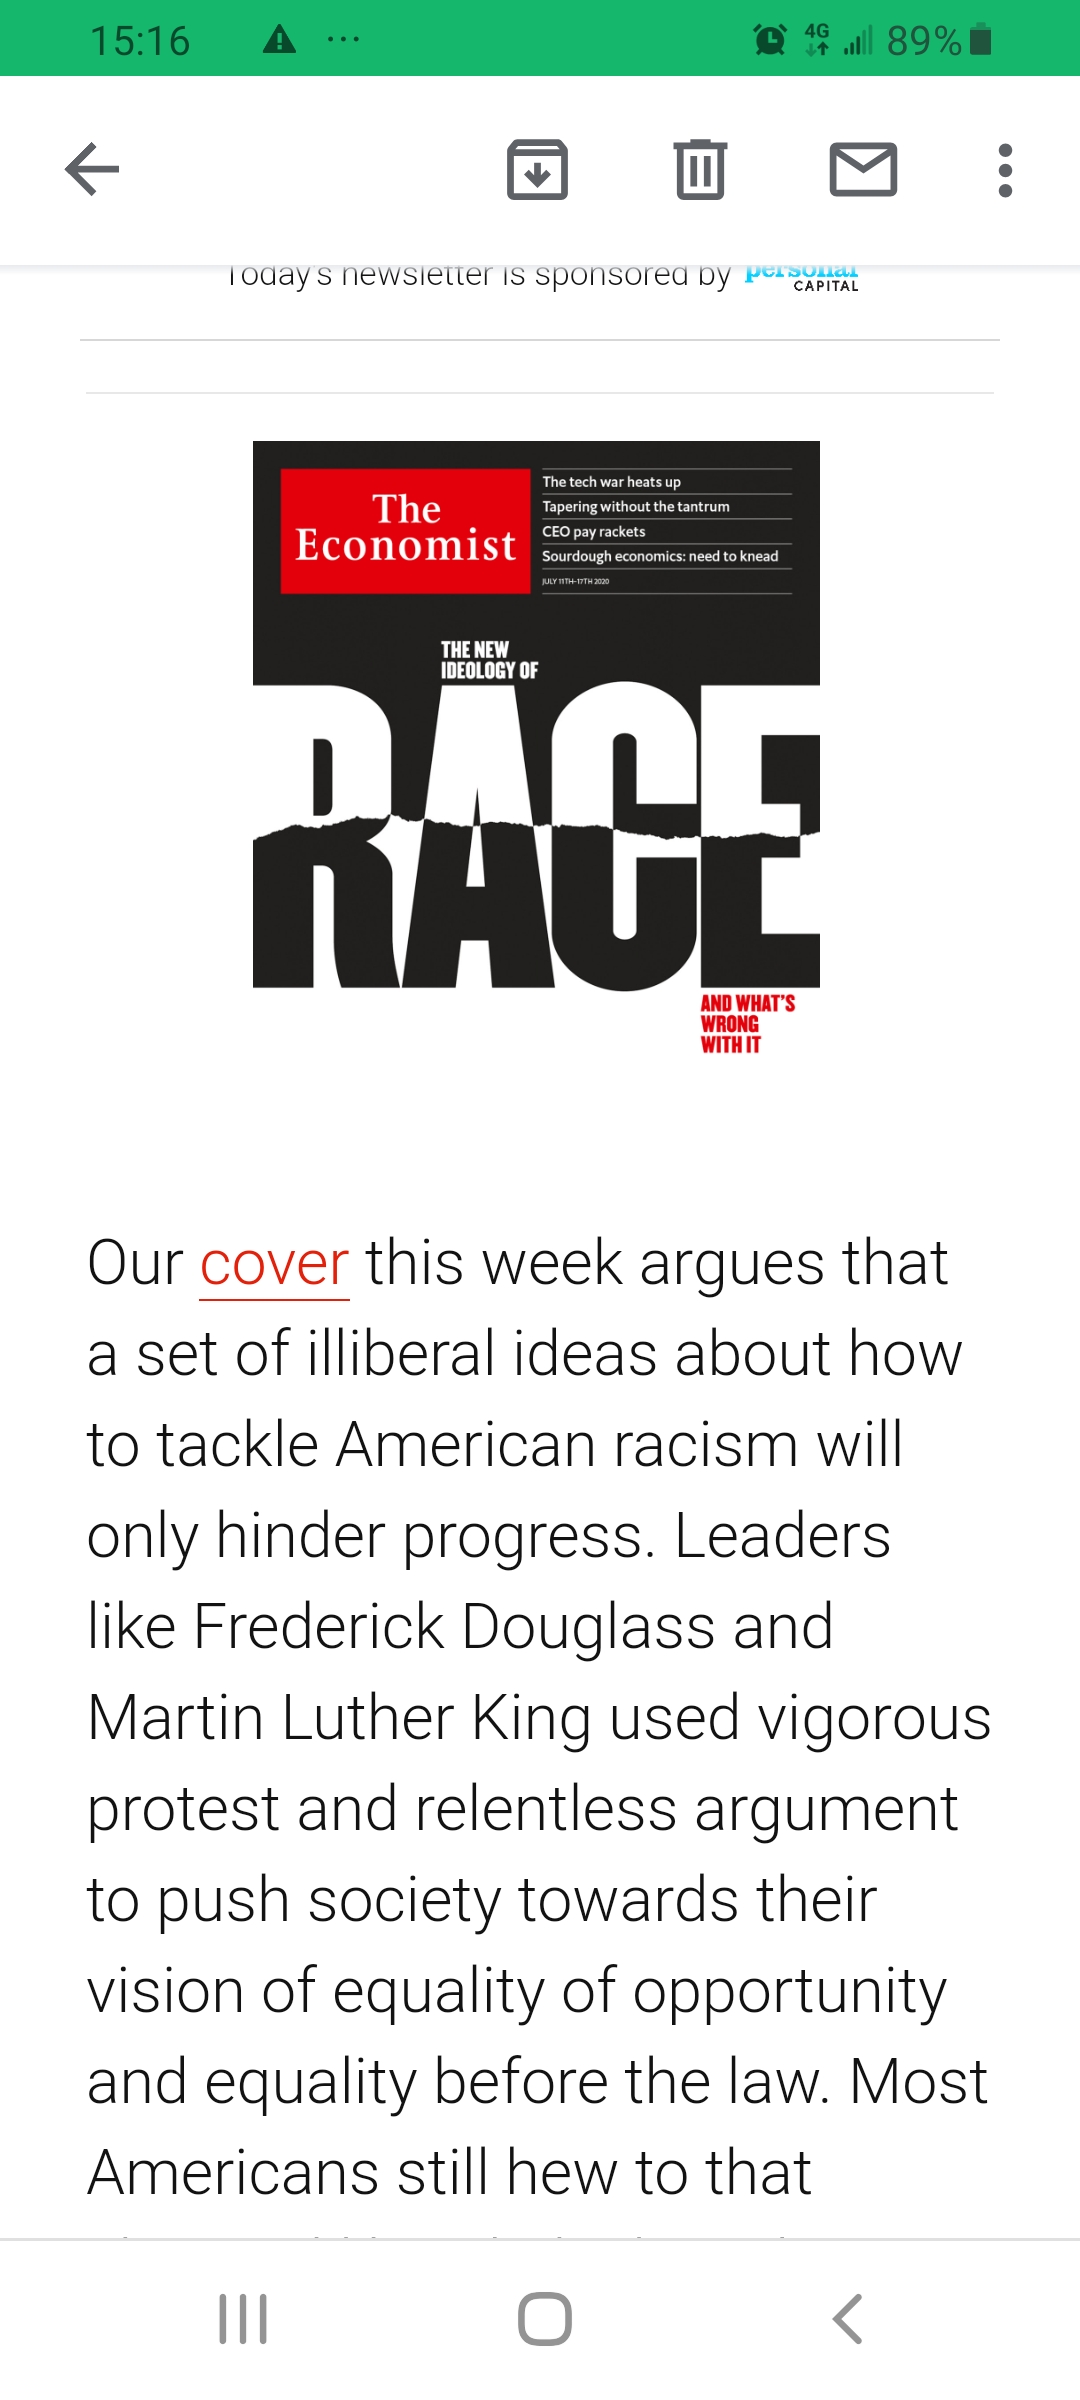 15:16 ... 4G 89%
Today's newsletter is sponsored by personal
CAPITAL
The
Economist
The tech war heats up
Tapering without the tantrum
CEO pay rackets
Sourdough economics: need to knead
JULY 11TH–17TH 2020
THE NEW
IDEOLOGY OF
RACE
AND WHAT'S
WRONG
WITH IT
Our cover this week argues that
a set of illiberal ideas about how
to tackle American racism will
only hinder progress. Leaders
like Frederick Douglass and
Martin Luther King used vigorous
protest and relentless argument
to push society towards their
vision of equality of opportunity
and equality before the law. Most
Americans still hew to that